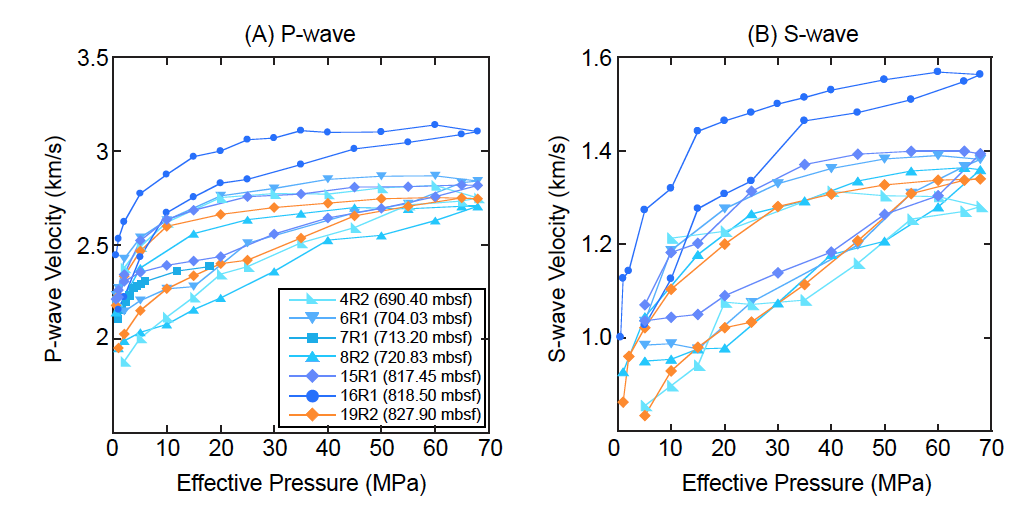 (A) P-wave
(B) S-wave
3.5
3
2.5
2
P-wave Velocity (km/s)
4R2 (690.40 mbsf)
6R1 (704.03 mbsf)
7R1 (713.20 mbsf)
8R2 (720.83 mbsf)
15R1 (817.45 mbsf)
16R1 (818.50 mbsf)
19R2 (827.90 mbsf)
0 10 20 30 40 50 60 70
Effective Pressure (MPa)
1.6
1.4
1.2
1.0
S-wave Velocity (km/s)
0 10 20 30 40 50 60 70
Effective Pressure (MPa)